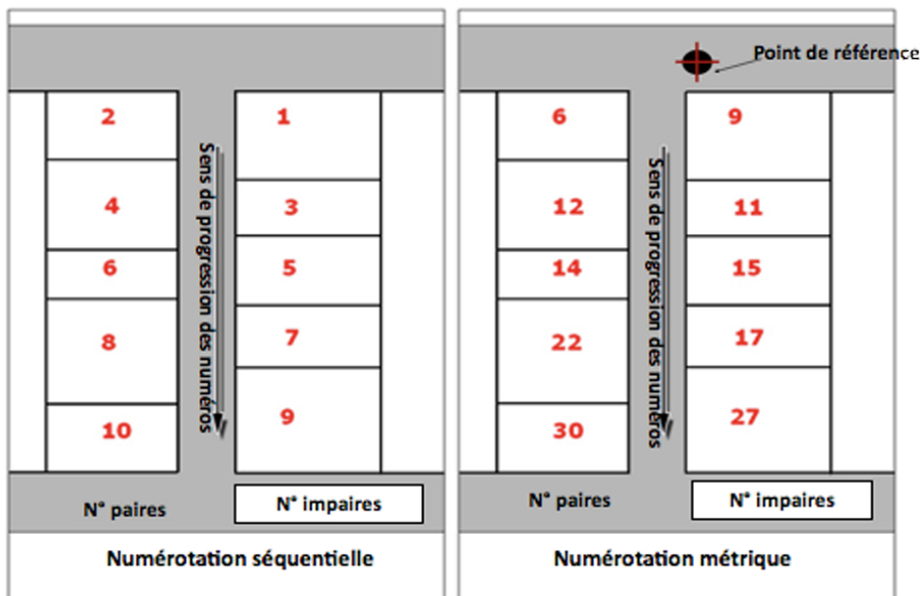 2
1
4
3
6
5
8
7
10
9
Sens de progression des numéros
N° paires
N° impaires
Numérotation séquentielle
Point de référence
6
9
12
11
14
15
22
17
30
27
Sens de progression des numéros
N° paires
N° impaires
Numérotation métrique